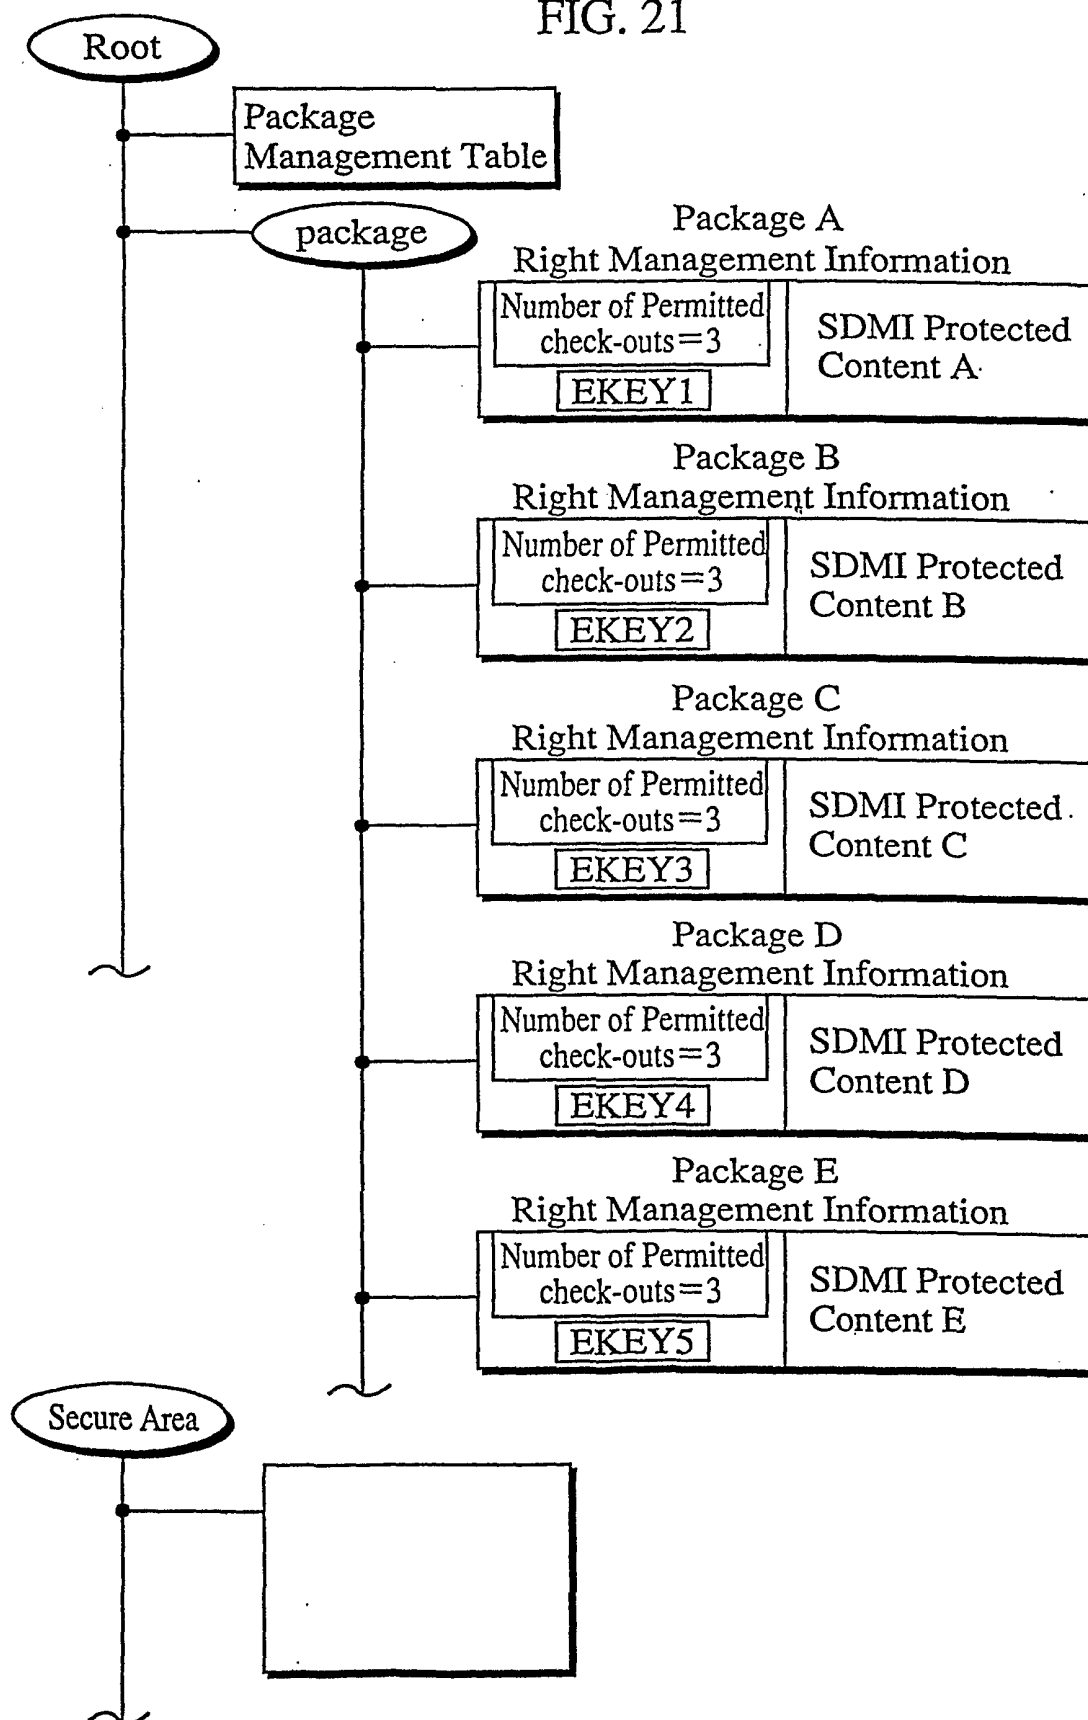 FIG. 21
Root
Package
Management Table
package
Package A
Right Management Information
Number of Permitted
check-outs=3
EKEY1
SDMI Protected
Content A
Package B
Right Management Information
Number of Permitted
check-outs=3
EKEY2
SDMI Protected
Content B
Package C
Right Management Information
Number of Permitted
check-outs=3
EKEY3
SDMI Protected
Content C
Package D
Right Management Information
Number of Permitted
check-outs=3
EKEY4
SDMI Protected
Content D
Package E
Right Management Information
Number of Permitted
check-outs=3
EKEY5
SDMI Protected
Content E
Secure Area